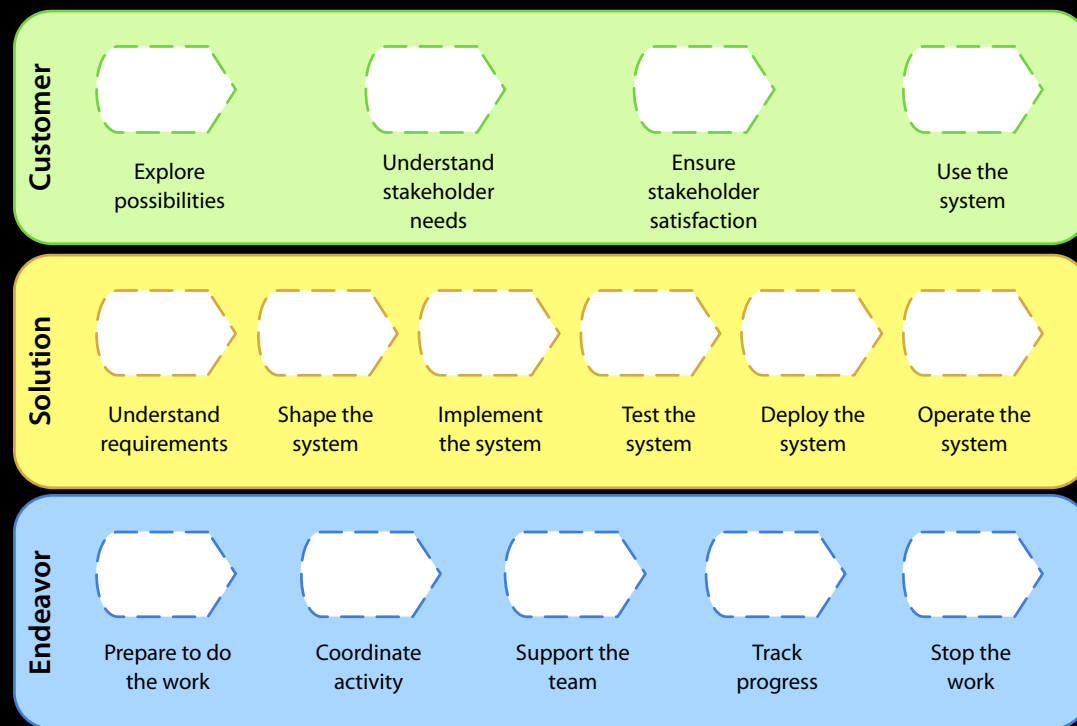 Customer
Explore
possibilities
Understand
stakeholder
needs
Ensure
stakeholder
satisfaction
Use the
system
Solution
Understand
requirements
Shape the
system
Implement
the system
Test the
system
Deploy the
system
Operate the
system
Endeavor
Prepare to do
the work
Coordinate
activity
Support the
team
Track
progress
Stop the
work